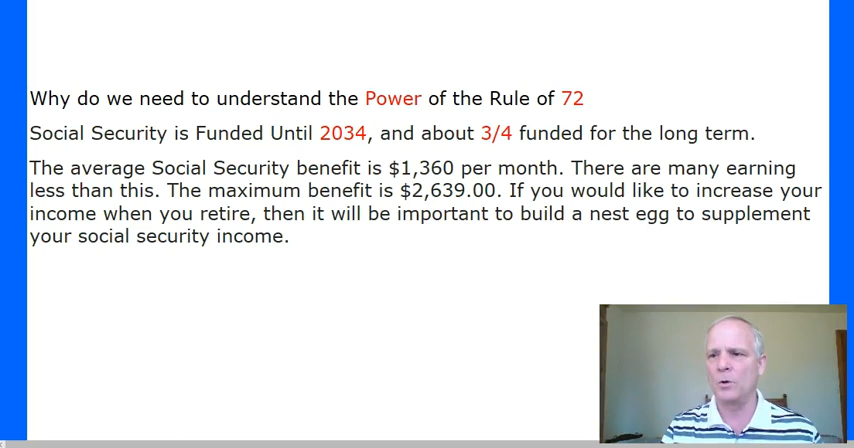 Why do we need to understand the Power of the Rule of 72
Social Security is Funded Until 2034, and about 3/4 funded for the long term.
The average Social Security benefit is $1,360 per month. There are many earning
less than this. The maximum benefit is $2,639.00. If you would like to increase your
income when you retire, then it will be important to build a nest egg to supplement
your social security income.